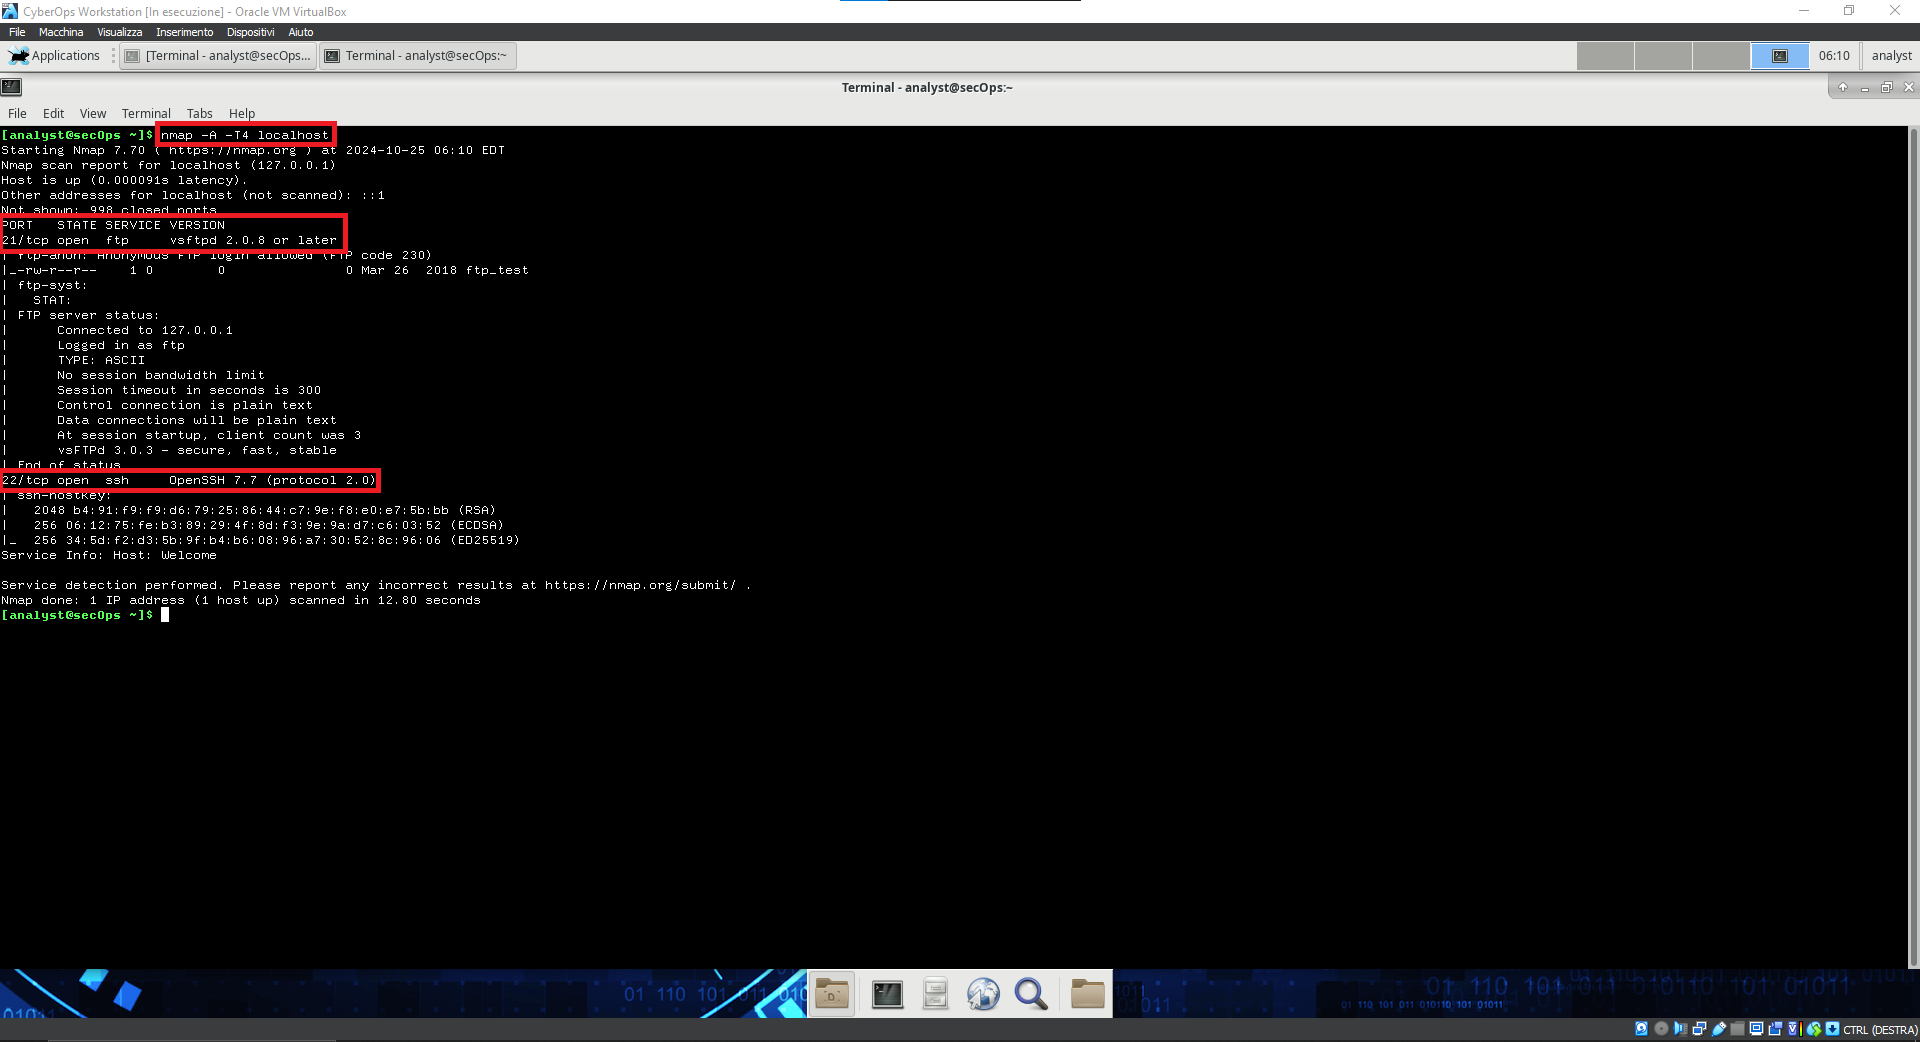 CyberOps Workstation [In esecuzione] - Oracle VM VirtualBox
File Macchina Visualizza Inserimento Dispositivi Aiuto
Applications [Terminal - analyst@secOps... Terminal - analyst@secOps:~ 06:10 analyst
Terminal - analyst@secOps:~
File Edit View Terminal Tabs Help
[analyst@secOps ~]$ nmap -A -T4 localhost
Starting Nmap 7.70 ( https://nmap.org ) at 2024-10-25 06:10 EDT
Nmap scan report for localhost (127.0.0.1)
Host is up (0.000091s latency).
Other addresses for localhost (not scanned): ::1
Not shown: 998 closed ports
PORT   STATE SERVICE VERSION
21/tcp open  ftp     vsftpd 2.0.8 or later
| ftp-anon: Anonymous FTP login allowed (FTP code 230)
|_-rw-r--r--    1 0        0               0 Mar 26  2018 ftp_test
| ftp-syst:
|   STAT:
| FTP server status:
|      Connected to 127.0.0.1
|      Logged in as ftp
|      TYPE: ASCII
|      No session bandwidth limit
|      Session timeout in seconds is 300
|      Control connection is plain text
|      Data connections will be plain text
|      At session startup, client count was 3
|      vsFTPd 3.0.3 - secure, fast, stable
| End of status
22/tcp open  ssh     OpenSSH 7.7 (protocol 2.0)
| ssh-hostkey:
|   2048 b4:91:f9:f9:d6:79:25:86:44:c7:9e:f8:e0:e7:5b:bb (RSA)
|   256 06:12:75:fe:b3:89:29:4f:8d:f3:9e:9a:d7:c6:03:52 (ECDSA)
|_  256 34:5d:f2:d3:5b:9f:b4:b6:08:96:a7:30:52:8c:96:06 (ED25519)
Service Info: Host: Welcome
Service detection performed. Please report any incorrect results at https://nmap.org/submit/ .
Nmap done: 1 IP address (1 host up) scanned in 12.80 seconds
[analyst@secOps ~]$
CTRL (DESTRA)